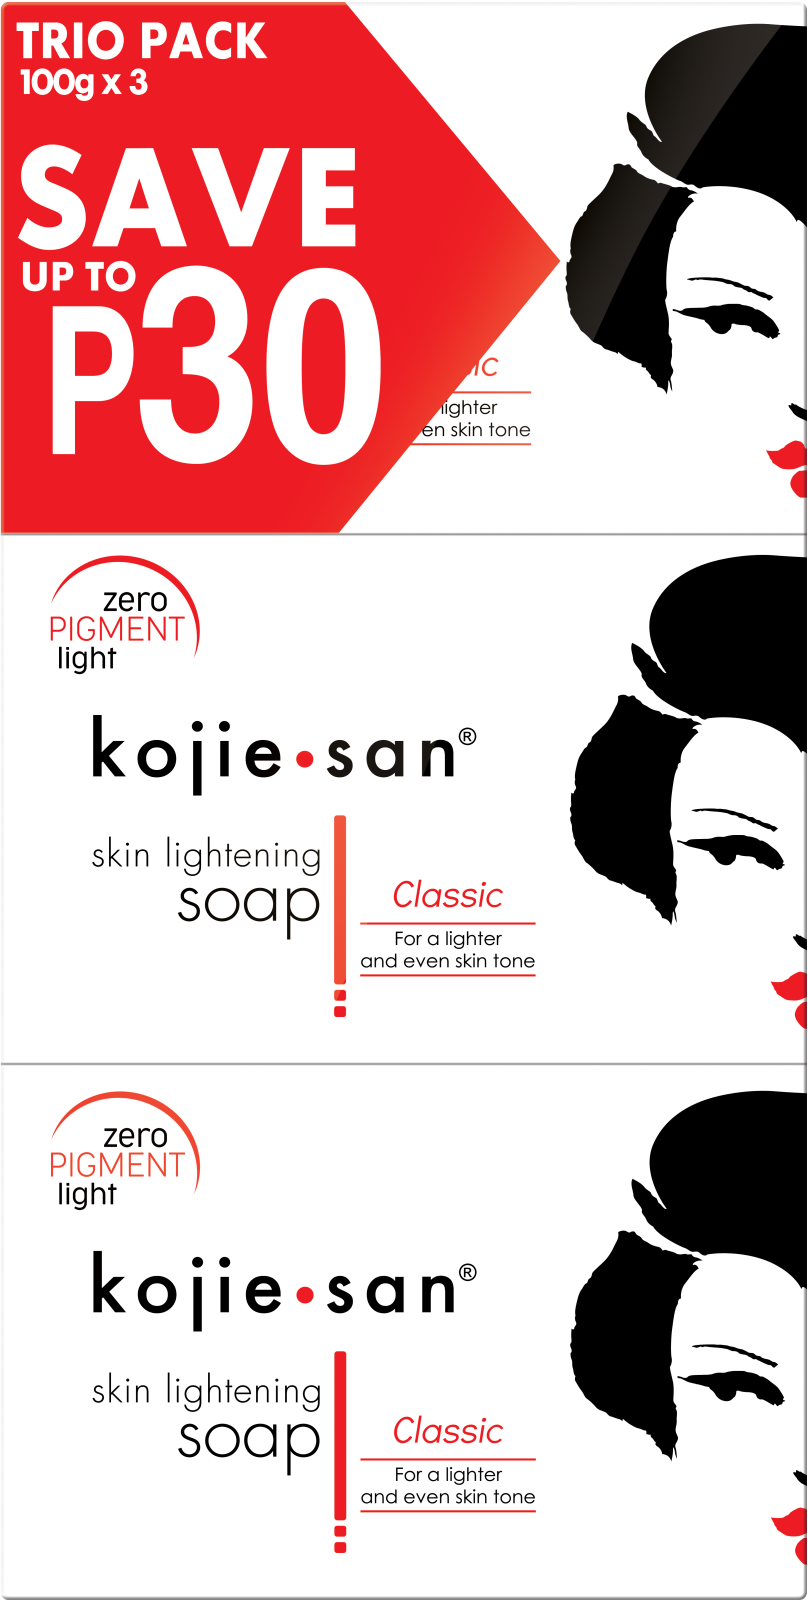 TRIO PACK
100g x 3
SAVE
UP TO
P30
lighter
en skin tone
zero
PIGMENT
light
kojie•san®
skin lightening
soap
Classic
For a lighter
and even skin tone
zero
PIGMENT
light
kojie•san®
skin lightening
soap
Classic
For a lighter
and even skin tone